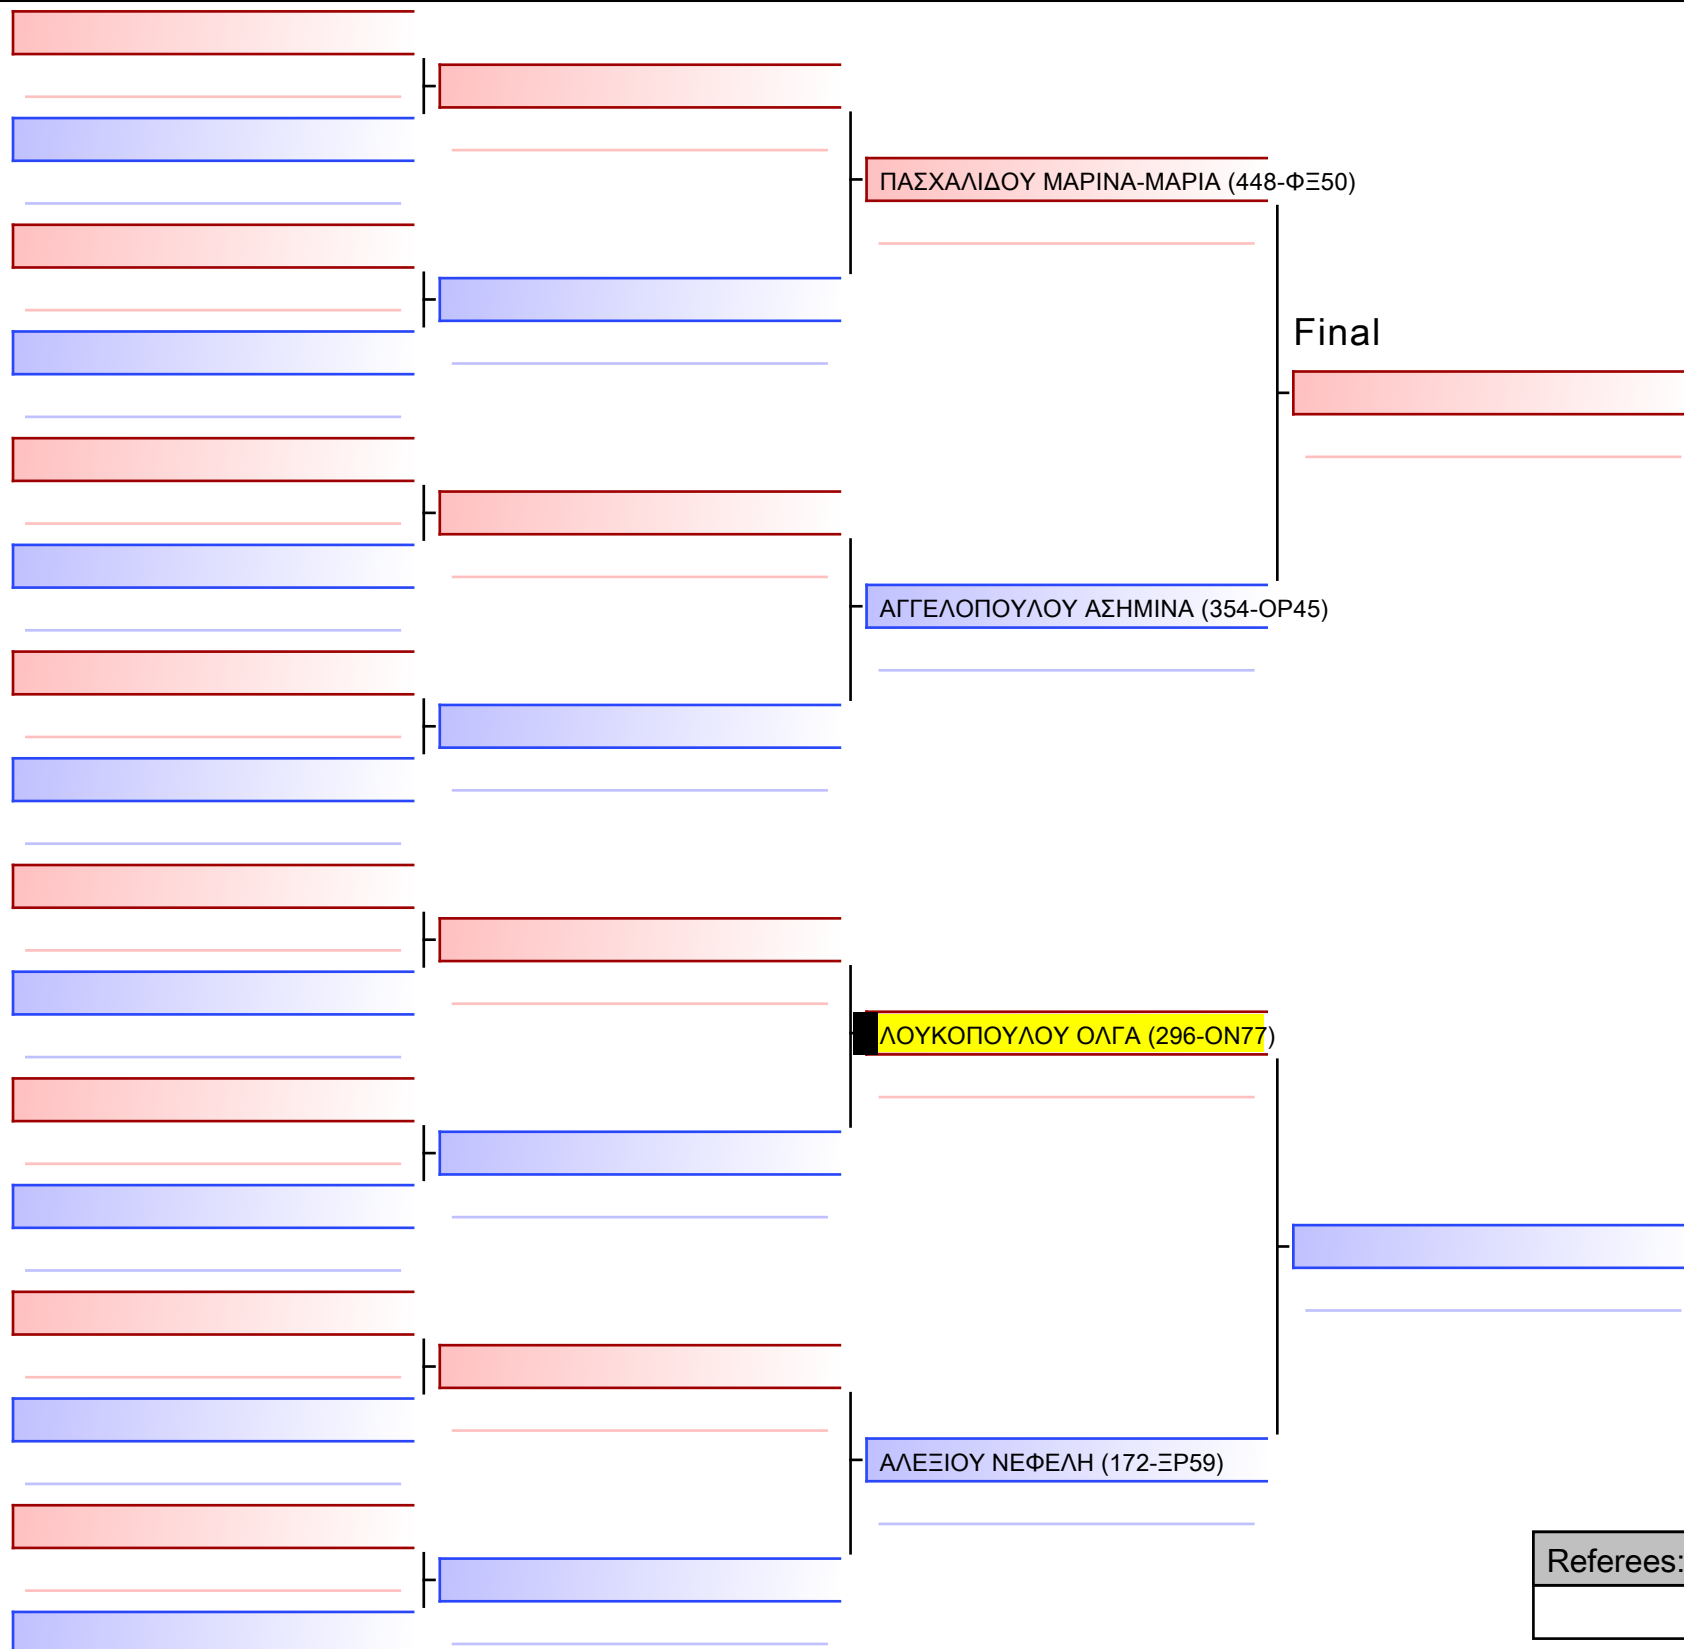 ΠΑΣΧΑΛΙΔΟΥ ΜΑΡΙΝΑ-ΜΑΡΙΑ (448-ΦΞ50)
Final
ΑΓΓΕΛΟΠΟΥΛΟΥ ΑΣΗΜΙΝΑ (354-ΟΡ45)
ΛΟΥΚΟΠΟΥΛΟΥ ΟΛΓΑ (296-ΟΝ77)
ΑΛΕΞΙΟΥ ΝΕΦΕΛΗ (172-ΞΡ59)
Referees: